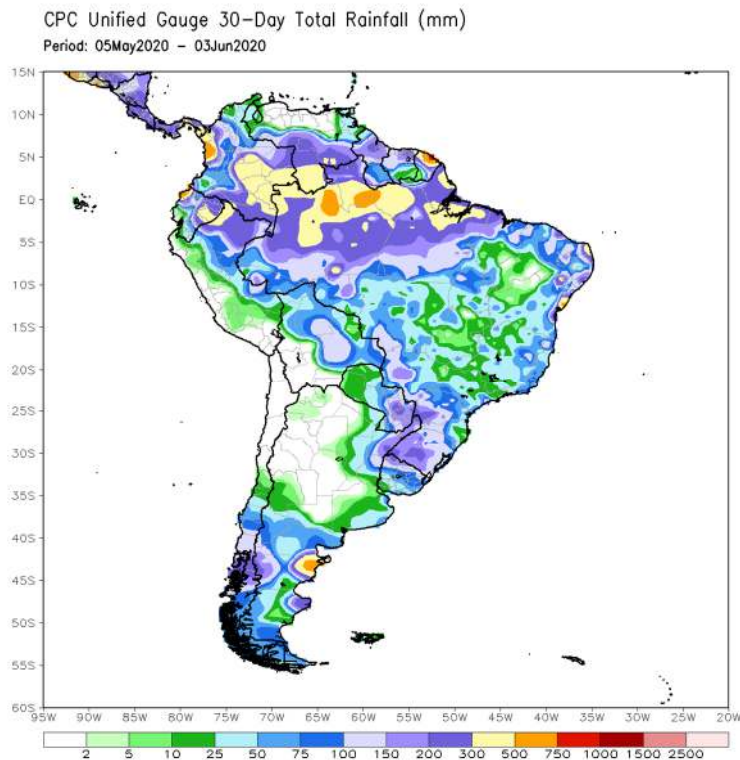 CPC Unified Gauge 30-Day Total Rainfall (mm)
Period: 05May2020 - 03Jun2020
15N
10N
5N
EQ
5S
10S
15S
20S
25S
30S
35S
40S
45S
50S
55S
60S
95W 90W 85W 80W 75W 70W 65W 60W 55W 50W 45W 40W 35W 30W 25W 20W
2 5 10 25 50 75 100 150 200 300 500 750 1000 1500 2500